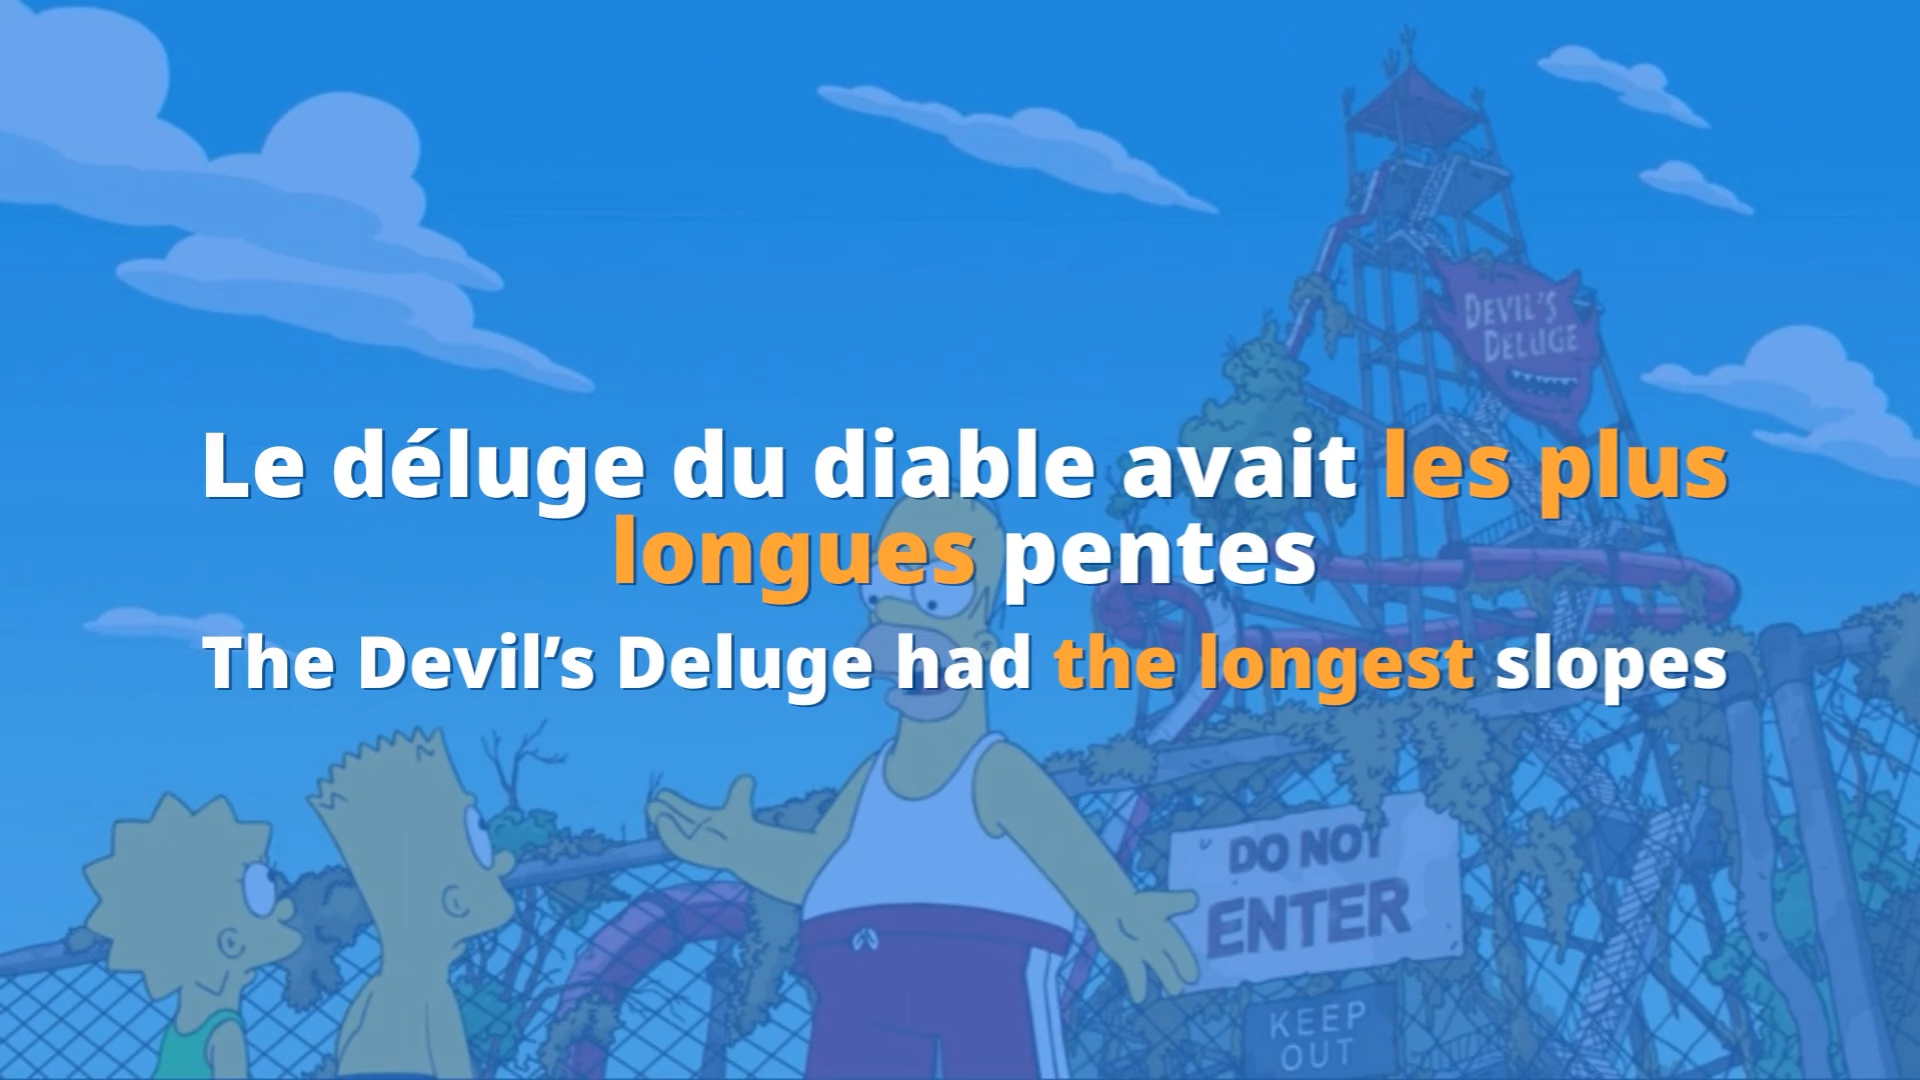 DEVIL'S
DELUGE
Le déluge du diable avait les plus
longues pentes
The Devil’s Deluge had the longest slopes
DO NOT
ENTER
KEEP
OUT